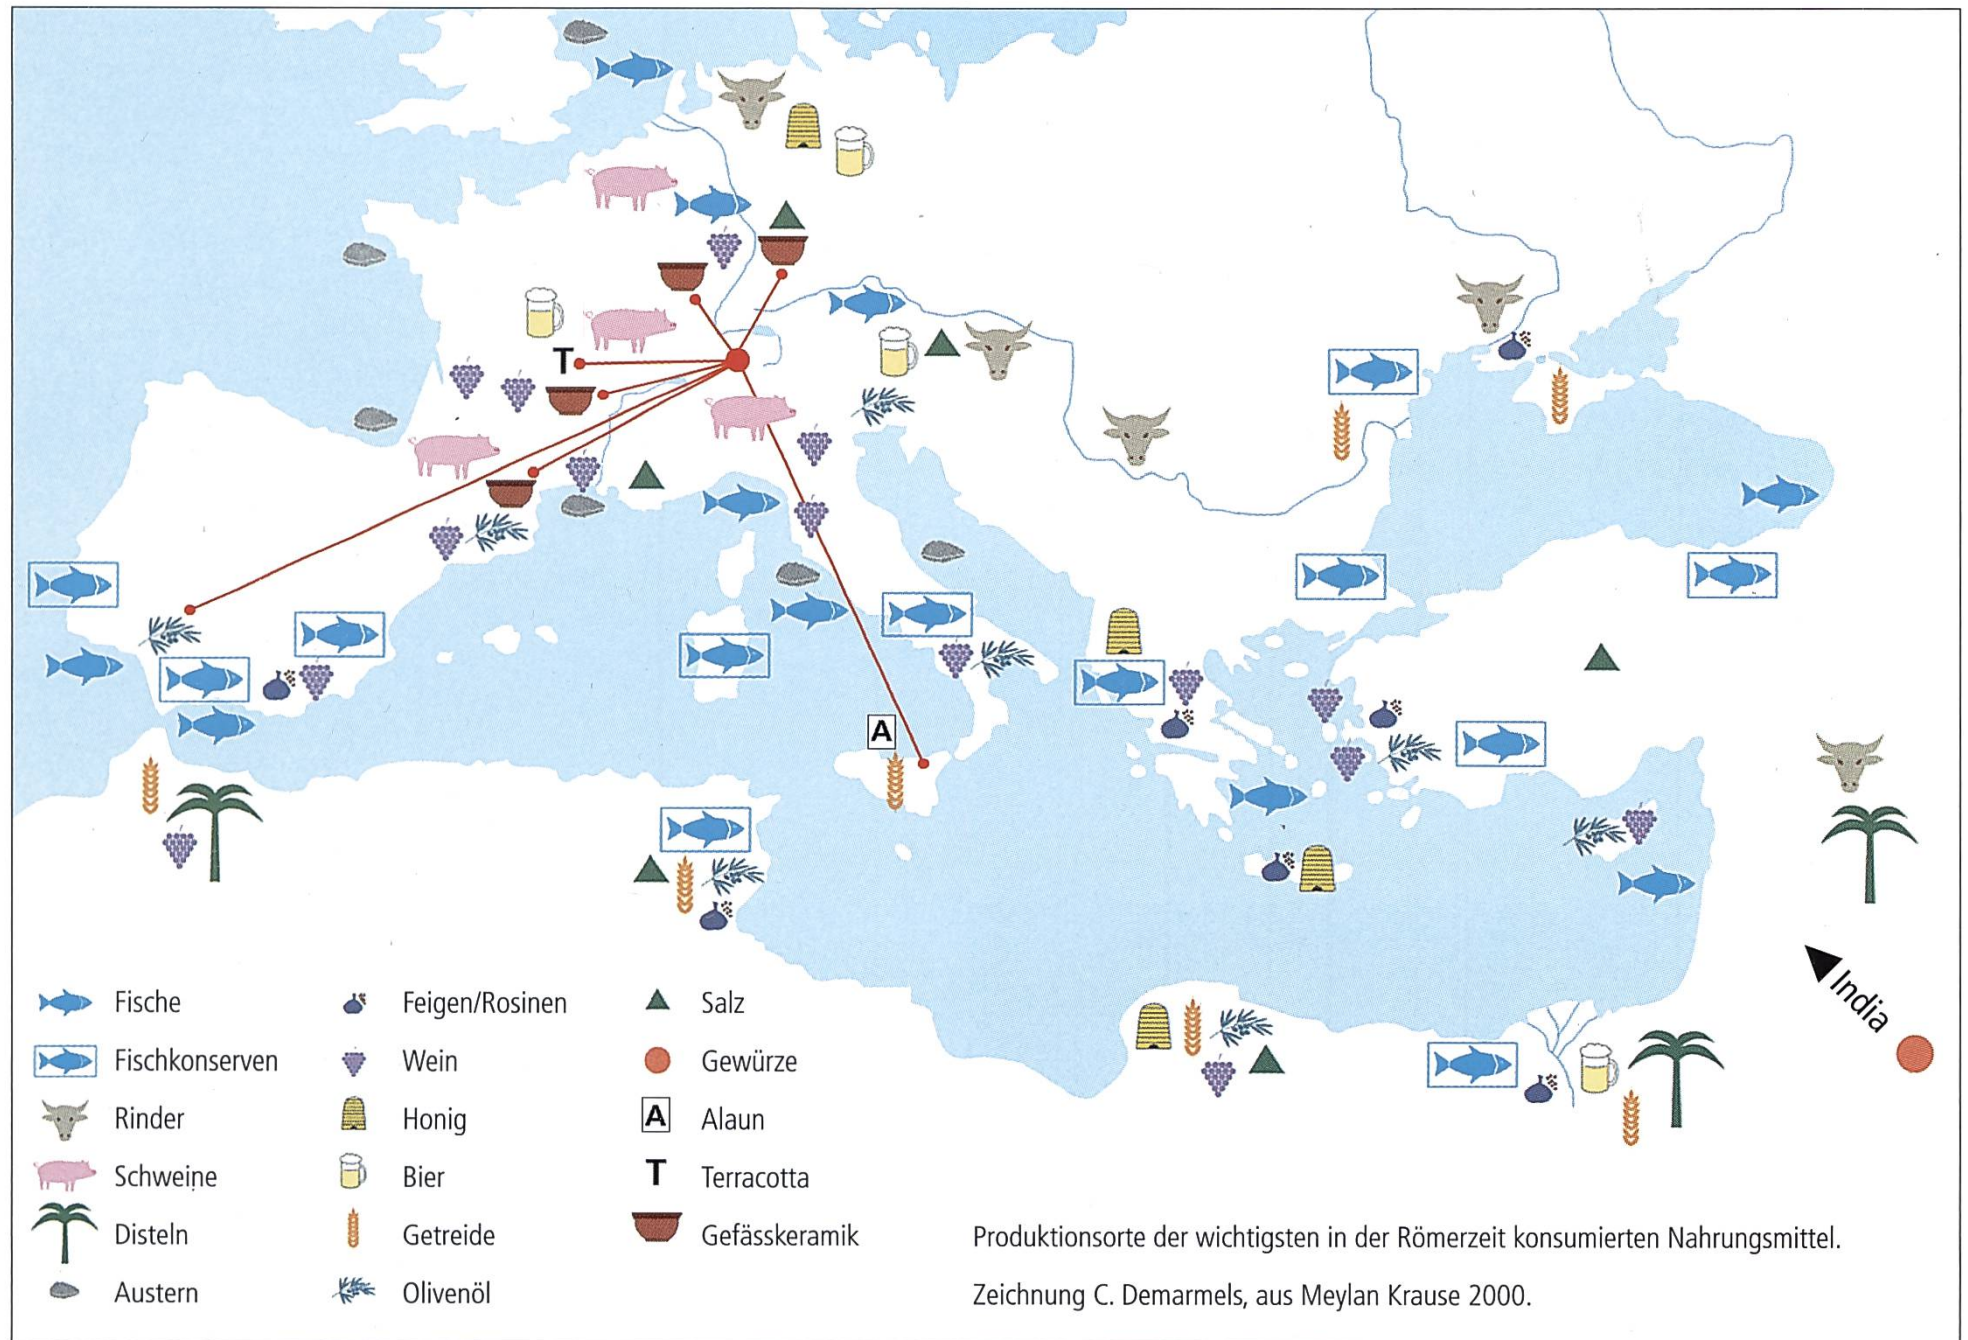 T
A
India
Fische
Fischkonserven
Rinder
Schweine
Disteln
Austern
Feigen/Rosinen
Wein
Honig
Bier
Getreide
Olivenöl
Salz
Gewürze
A Alaun
T Terracotta
Gefässkeramik
Produktionsorte der wichtigsten in der Römerzeit konsumierten Nahrungsmittel.
Zeichnung C. Demarmels, aus Meylan Krause 2000.